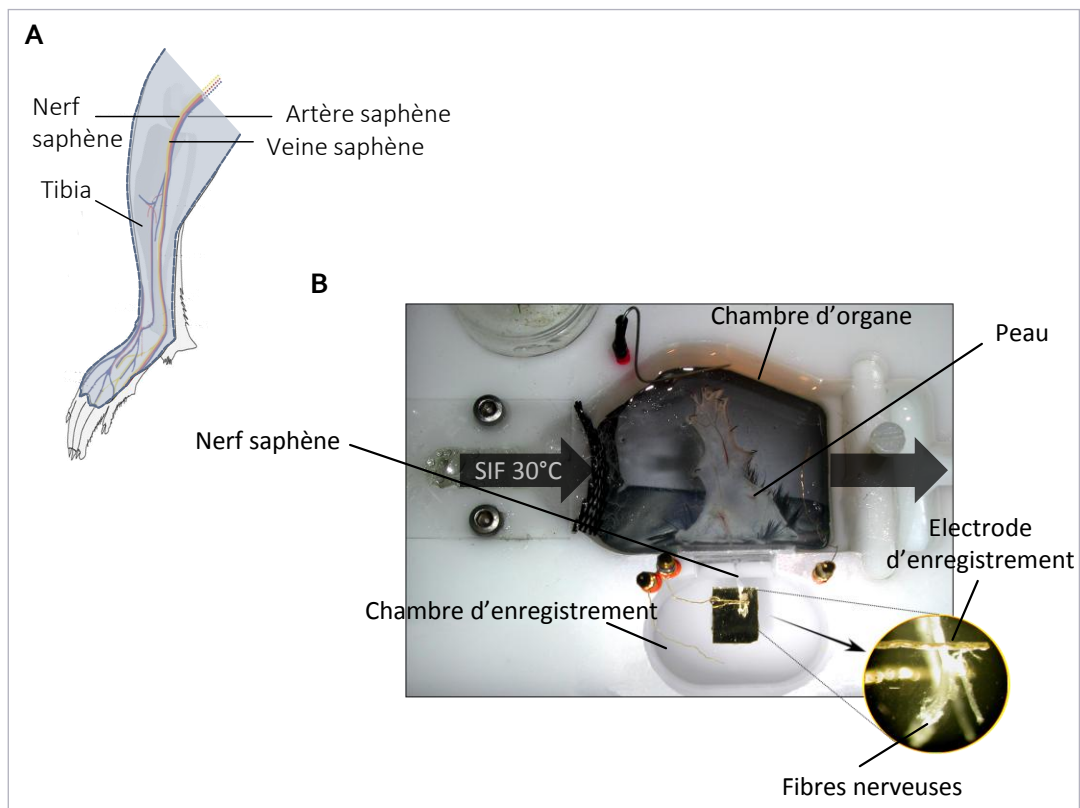 A
Nerf
saphène
Artère saphène
Veine saphène
Tibia
B
Chambre d'organe
Peau
Nerf saphène
SIF 30°C
Electrode
d'enregistrement
Chambre d'enregistrement
Fibres nerveuses